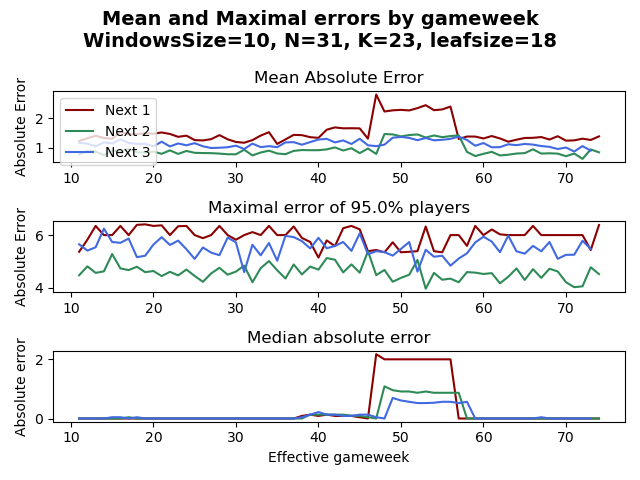 Mean and Maximal errors by gameweek
WindowsSize=10, N=31, K=23, leafsize=18
Mean Absolute Error
Absolute Error
2
1
Next 1
Next 2
Next 3
10 20 30 40 50 60 70
Maximal error of 95.0% players
Absolute Error
6
4
10 20 30 40 50 60 70
Median absolute error
Absolute error
2
0
10 20 30 40 50 60 70
Effective gameweek